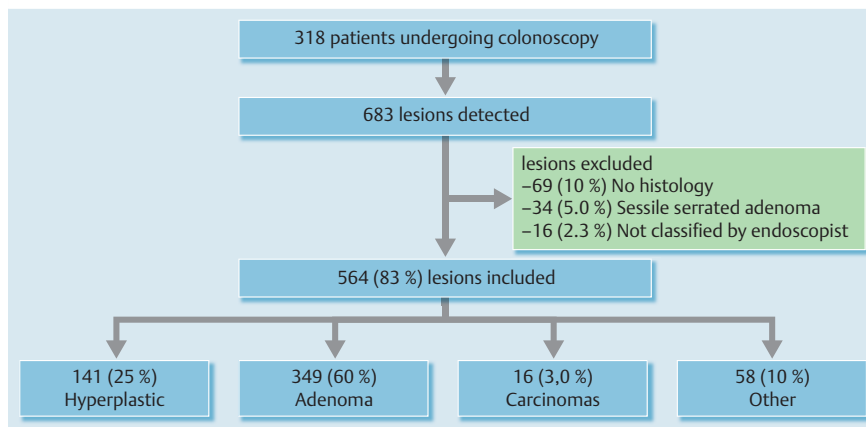 318 patients undergoing colonoscopy
683 lesions detected
lesions excluded
–69 (10 %) No histology
–34 (5.0 %) Sessile serrated adenoma
–16 (2.3 %) Not classified by endoscopist
564 (83 %) lesions included
141 (25 %)
Hyperplastic
349 (60 %)
Adenoma
16 (3,0 %)
Carcinomas
58 (10 %)
Other